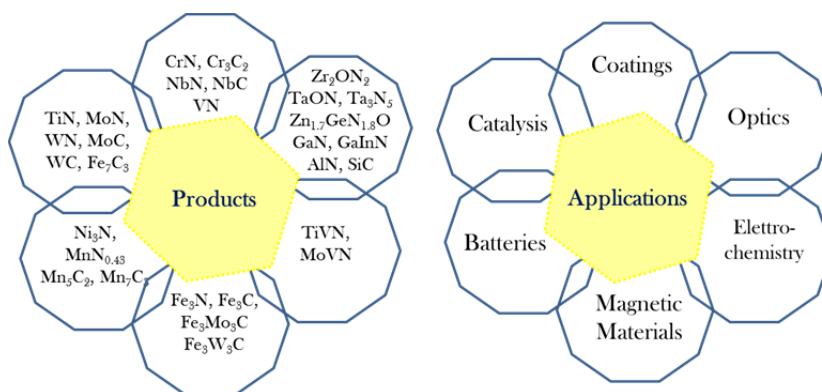 CrN, Cr₃C₂
NbN, NbC
VN
Zr₂ON₂
TaON, Ta₃N₅
Zn₁.₇GeN₁.₈O
GaN, GaInN
AlN, SiC
TiN, MoN,
WN, MoC,
WC, Fe₇C₃
Products
Ni₃N,
MnN₀.₄₃
Mn₅C₂, Mn₇C
TiVN,
MoVN
Fe₃N, Fe₃C,
Fe₃Mo₃C
Fe₃W₃C
Coatings
Catalysis
Optics
Applications
Batteries
Elettro-
chemistry
Magnetic
Materials